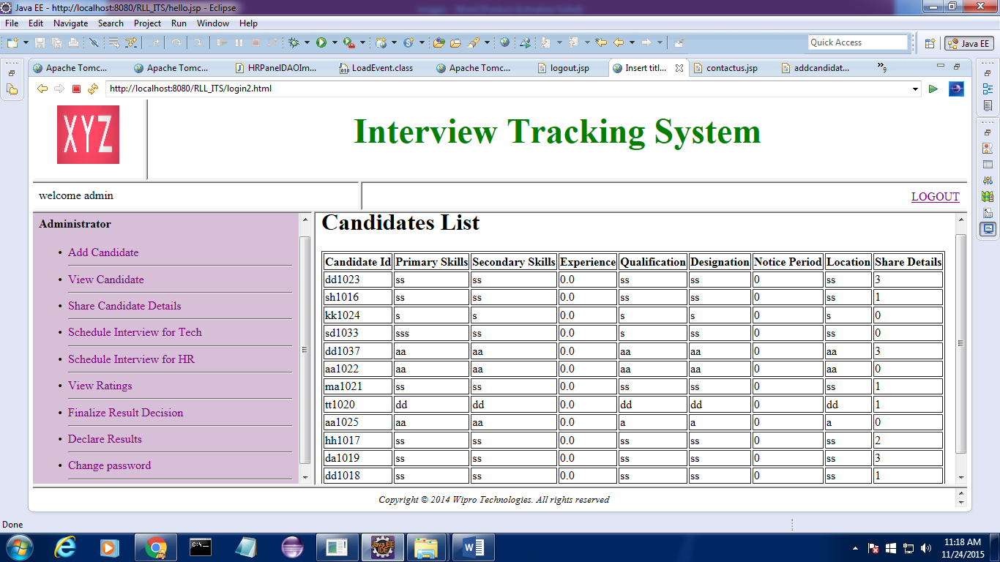 Java EE - http://localhost:8080/RLL_ITS/hello.jsp - Eclipse
File Edit Navigate Search Project Run Window Help
Quick Access
Java EE
Apache Tomc... Apache Tomc... HRPanelDAOIm... LoadEvent.class Apache Tomc... logout.jsp Insert titl... contactus.jsp addcandidat... »9
http://localhost:8080/RLL_ITS/login2.html
XYZ
Interview Tracking System
welcome admin
LOGOUT
Administrator
• Add Candidate
• View Candidate
• Share Candidate Details
• Schedule Interview for Tech
• Schedule Interview for HR
• View Ratings
• Finalize Result Decision
• Declare Results
• Change password
Candidates List
Candidate Id Primary Skills Secondary Skills Experience Qualification Designation Notice Period Location Share Details
dd1023 ss ss 0.0 ss ss 0 ss 3
sh1016 ss ss 0.0 ss ss 0 ss 1
kk1024 s s 0.0 s s 0 s 0
sd1033 sss ss 0.0 s ss 0 ss 0
dd1037 aa aa 0.0 aa aa 0 aa 3
aa1022 aa aa 0.0 aa aa 0 aa 0
ma1021 ss ss 0.0 ss ss 0 ss 1
tt1020 dd dd 0.0 dd dd 0 dd 1
aa1025 aa aa 0.0 a a 0 a 0
hh1017 ss ss 0.0 ss ss 0 ss 2
da1019 ss ss 0.0 ss ss 0 ss 3
dd1018 ss ss 0.0 ss ss 0 ss 1
Copyright © 2014 Wipro Technologies. All rights reserved
Done
Java EE
IDE
11:18 AM
11/24/2015